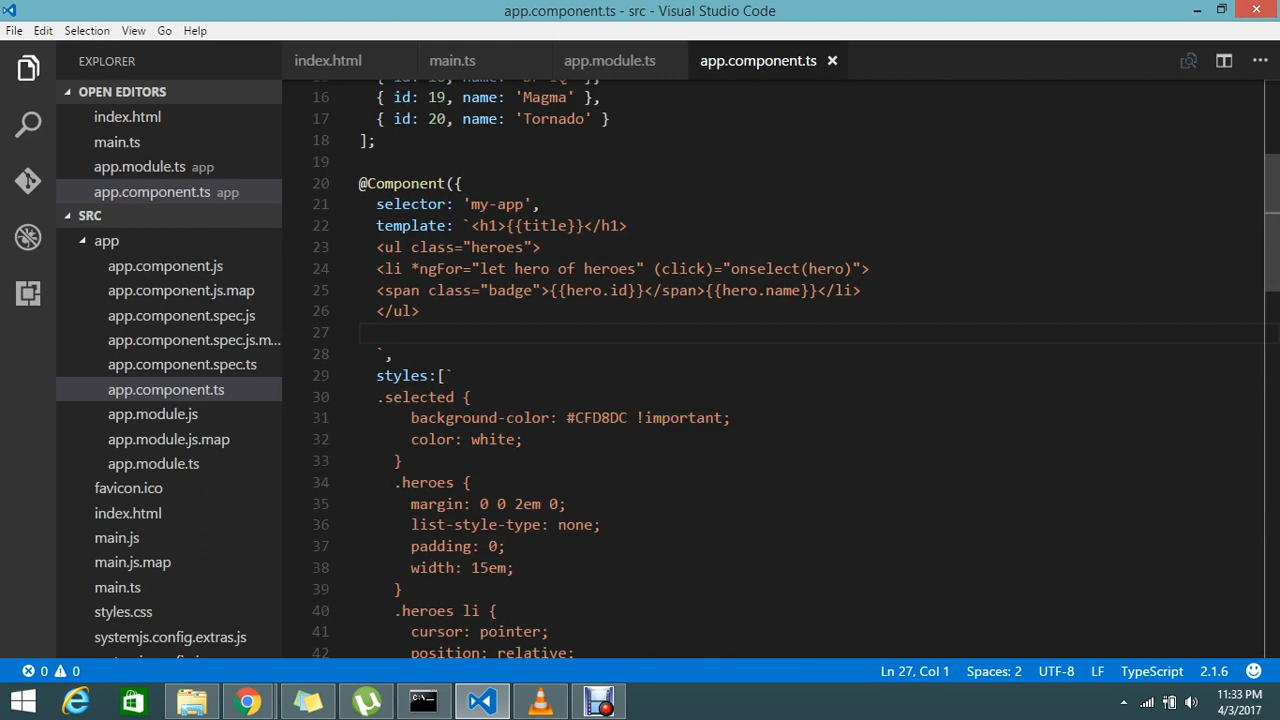 app.component.ts - src - Visual Studio Code
File Edit Selection View Go Help
EXPLORER
OPEN EDITORS
index.html
main.ts
app.module.ts app
app.component.ts app
SRC
app
app.component.js
app.component.js.map
app.component.spec.js
app.component.spec.js.m...
app.component.spec.ts
app.component.ts
app.module.js
app.module.js.map
app.module.ts
favicon.ico
index.html
main.js
main.js.map
main.ts
styles.css
systemjs.config.extras.js
index.html main.ts app.module.ts app.component.ts
16 { id: 19, name: 'Magma' },
17 { id: 20, name: 'Tornado' }
18 ];
19
20 @Component({
21 selector: 'my-app',
22 template: `<h1>{{title}}</h1>
23 <ul class="heroes">
24 <li *ngFor="let hero of heroes" (click)="onselect(hero)">
25 <span class="badge">{{hero.id}}</span>{{hero.name}}</li>
26 </ul>
27
28 `,
29 styles:[`
30 .selected {
31 background-color: #CFD8DC !important;
32 color: white;
33 }
34 .heroes {
35 margin: 0 0 2em 0;
36 list-style-type: none;
37 padding: 0;
38 width: 15em;
39 }
40 .heroes li {
41 cursor: pointer;
42 position: relative;
0 0 Ln 27, Col 1 Spaces: 2 UTF-8 LF TypeScript 2.1.6
11:33 PM
4/3/2017